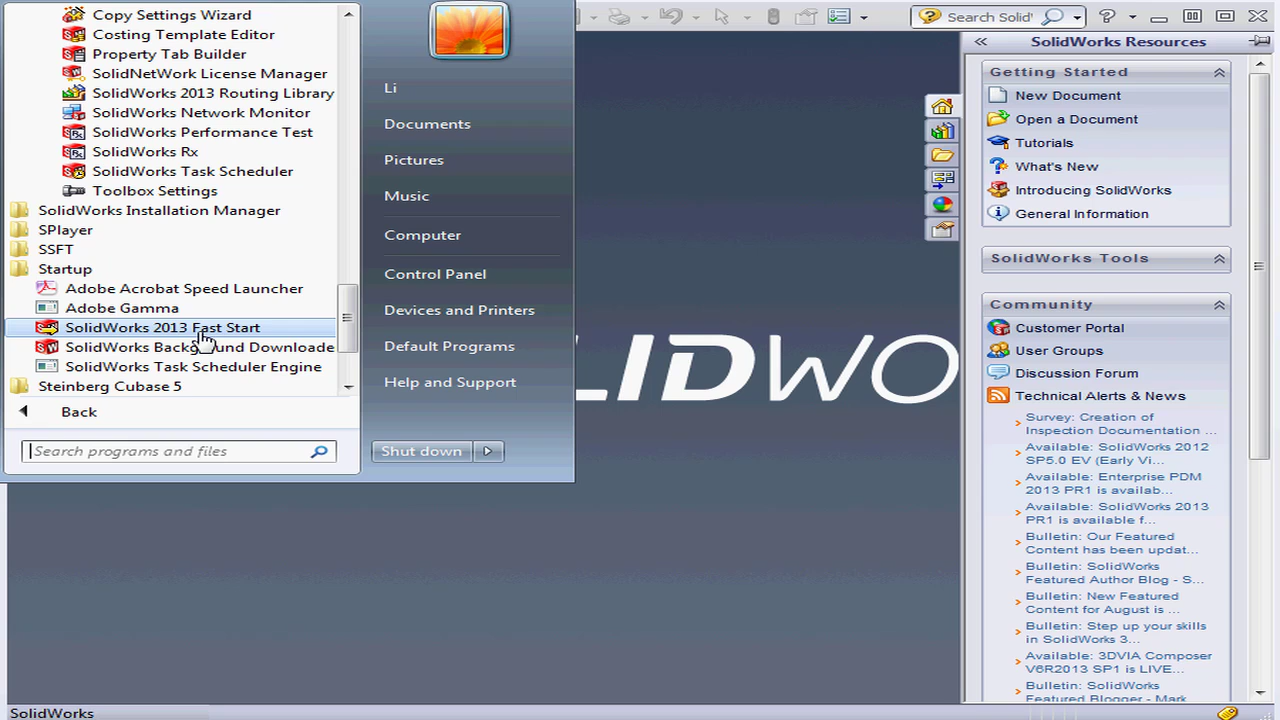 Copy Settings Wizard
Costing Template Editor
Property Tab Builder
SolidNetWork License Manager
SolidWorks 2013 Routing Library
SolidWorks Network Monitor
SolidWorks Performance Test
SolidWorks Rx
SolidWorks Task Scheduler
Toolbox Settings
SolidWorks Installation Manager
SPlayer
SSFT
Startup
Adobe Acrobat Speed Launcher
Adobe Gamma
SolidWorks 2013 Fast Start
SolidWorks Background Downloade
SolidWorks Task Scheduler Engine
Steinberg Cubase 5
Back
Search programs and files
Li
Documents
Pictures
Music
Computer
Control Panel
Devices and Printers
Default Programs
Help and Support
Shut down
LIDWO
Search Solid'
SolidWorks Resources
Getting Started
New Document
Open a Document
Tutorials
What's New
Introducing SolidWorks
General Information
SolidWorks Tools
Community
Customer Portal
User Groups
Discussion Forum
Technical Alerts & News
Survey: Creation of
Inspection Documentation ...
Available: SolidWorks 2012
SP5.0 EV (Early Vi...
Available: Enterprise PDM
2013 PR1 is availab...
Available: SolidWorks 2013
PR1 is available f...
Bulletin: Our Featured
Content has been updat...
Bulletin: SolidWorks
Featured Author Blog - S...
Bulletin: New Featured
Content for August is ...
Bulletin: Step up your skills
in SolidWorks 3...
Available: 3DVIA Composer
V6R2013 SP1 is LIVE...
Bulletin: SolidWorks
Featured Blogger - Mark
SolidWorks